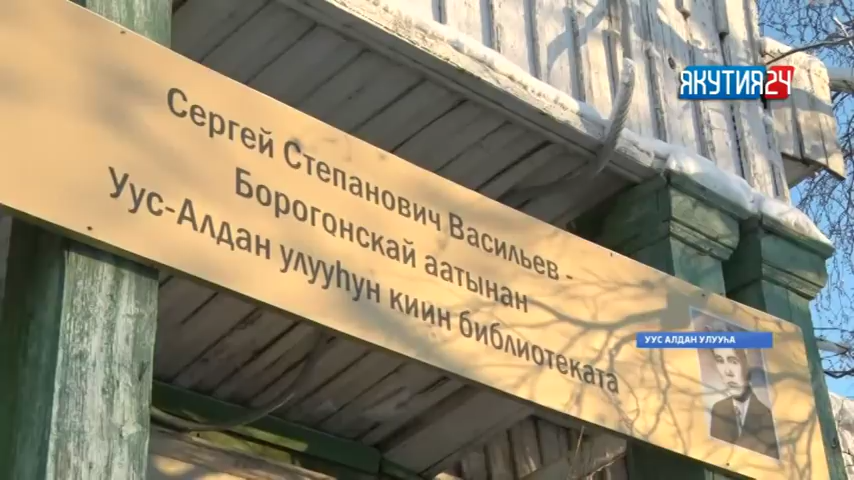 ЯКУТИЯ24
Сергей Степанович Васильев -
Борогонскай аатынан
Уус-Алдан улууһун киин библиотеката
УУС АЛДАН УЛУУҺА